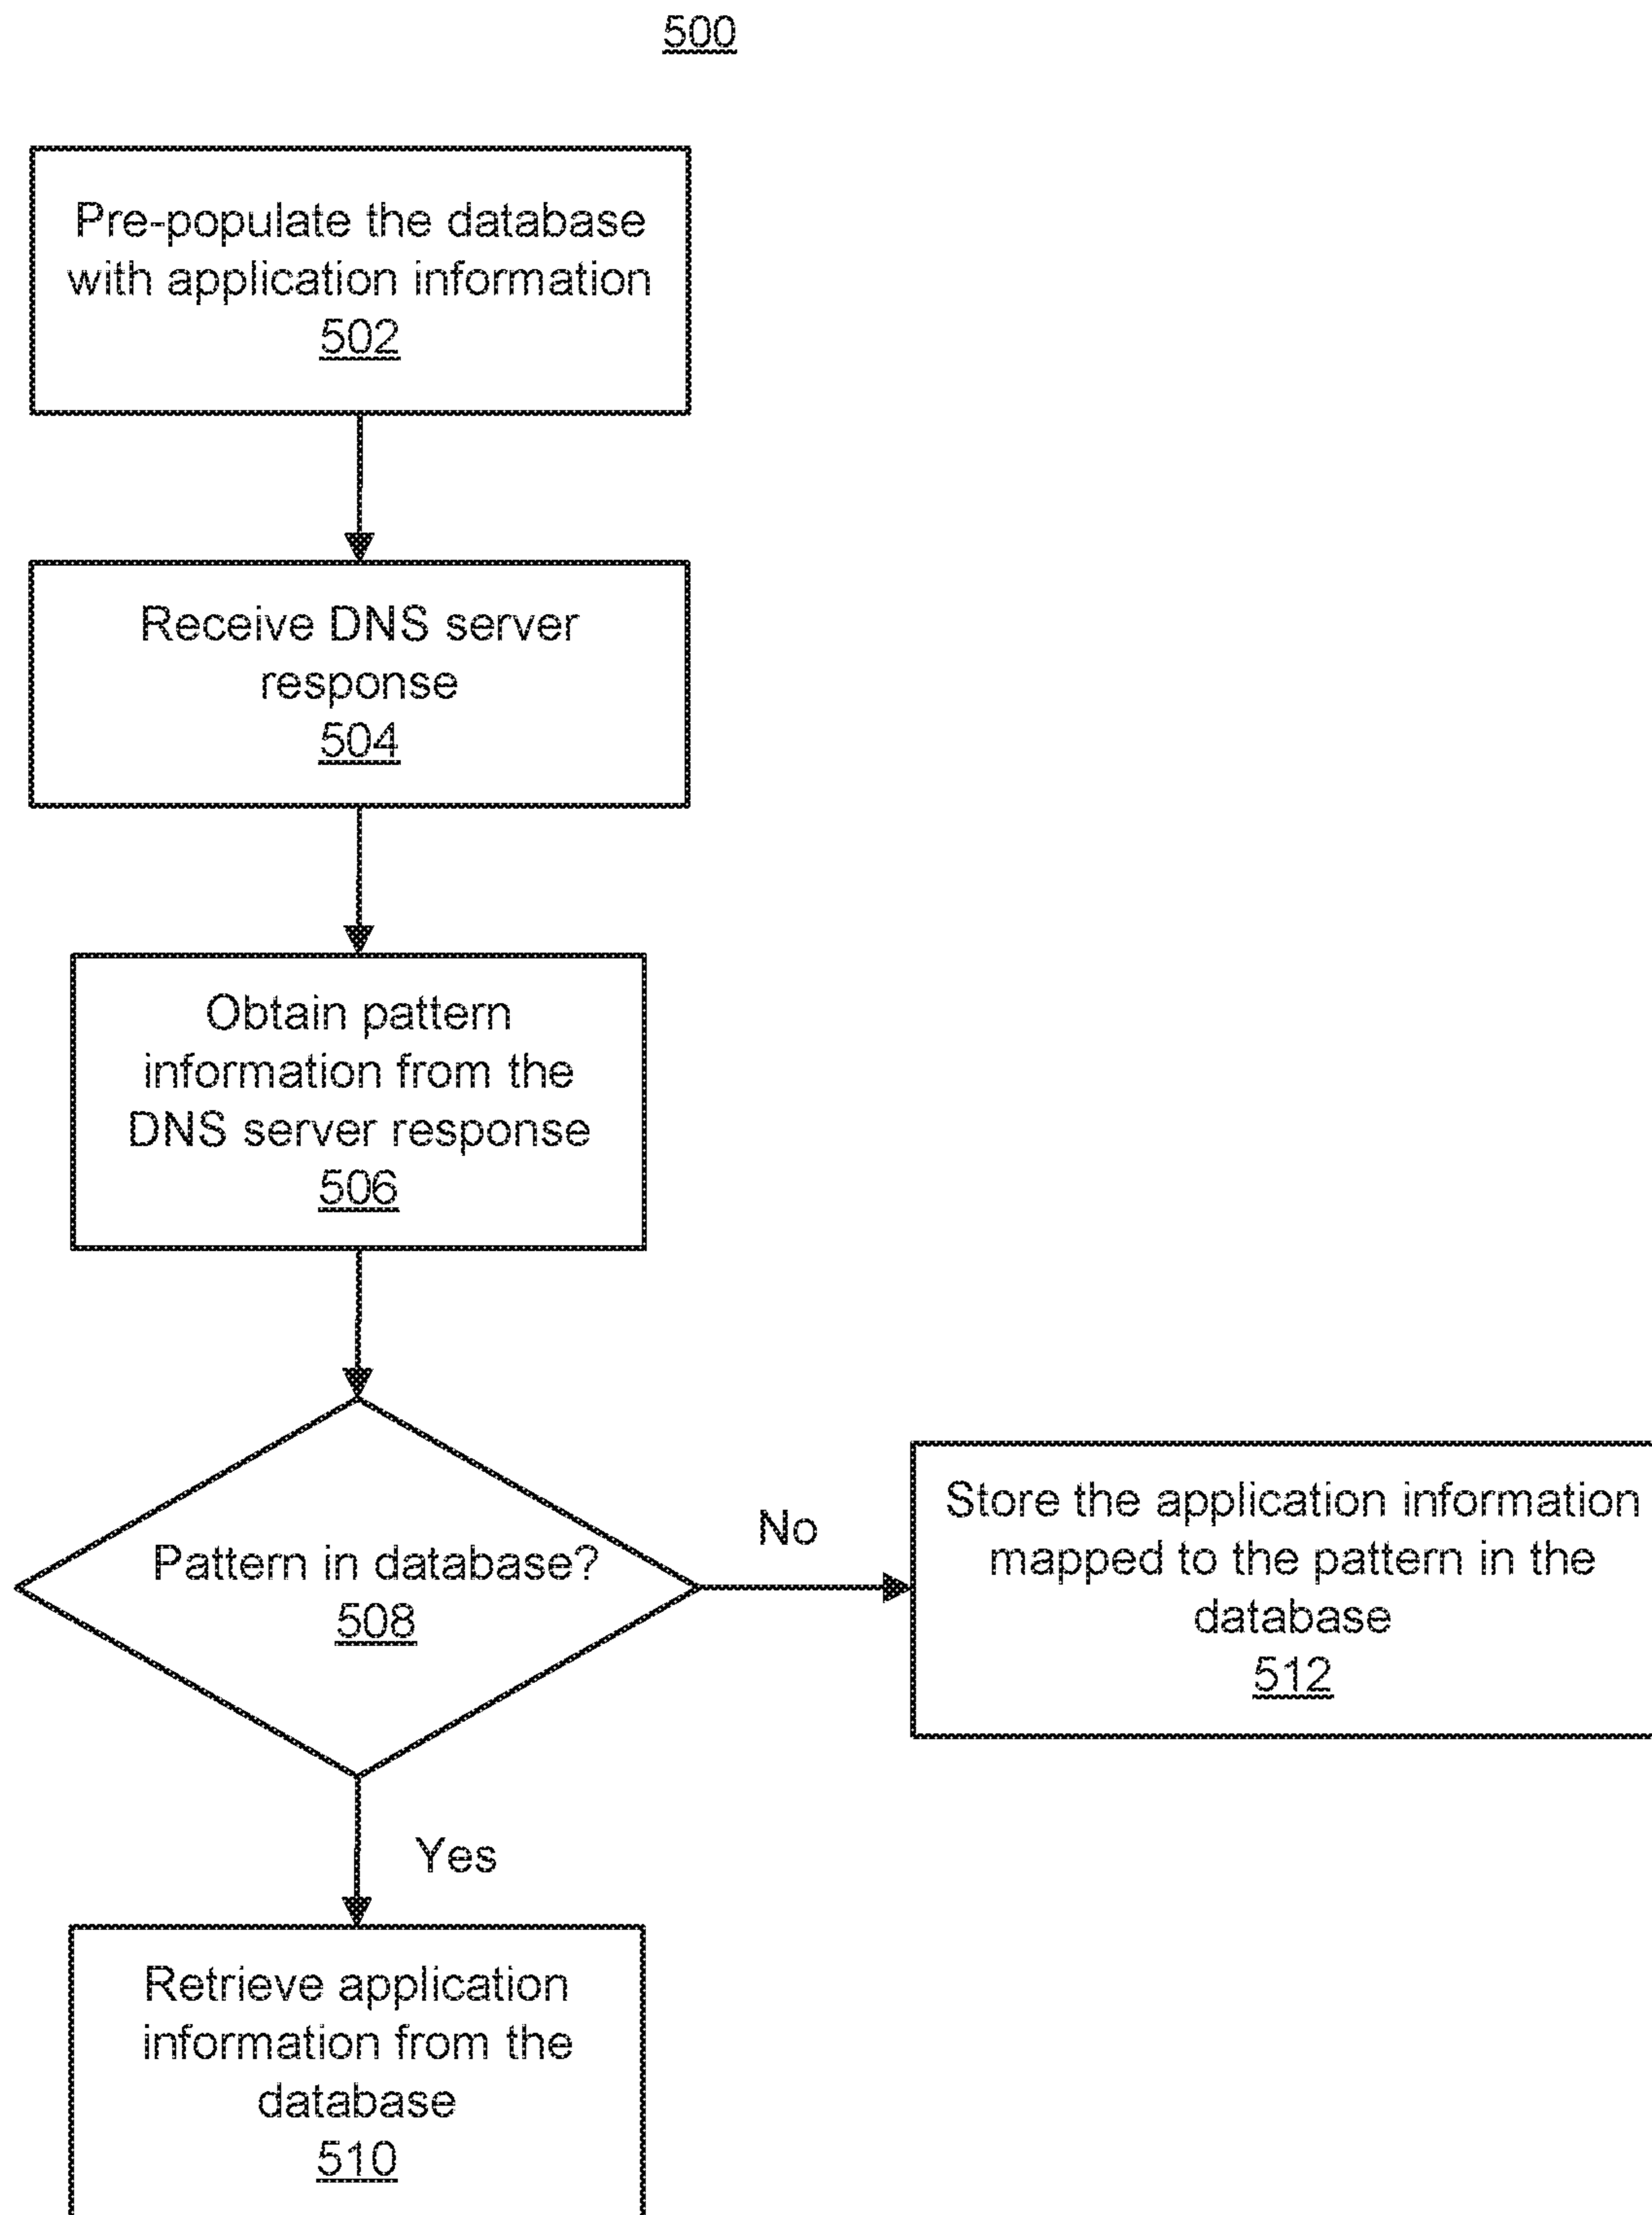 500
Pre-populate the database
with application information
502
Receive DNS server
response
504
Obtain pattern
information from the
DNS server response
506
Pattern in database?
508
No
Store the application information
mapped to the pattern in the
database
512
Yes
Retrieve application
information from the
database
510